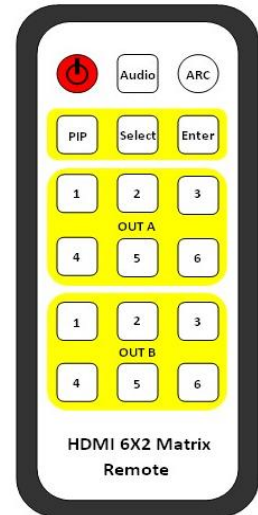 Audio ARC
PIP Select Enter
1 2 3
OUT A
4 5 6
1 2 3
OUT B
4 5 6
HDMI 6X2 Matrix
Remote